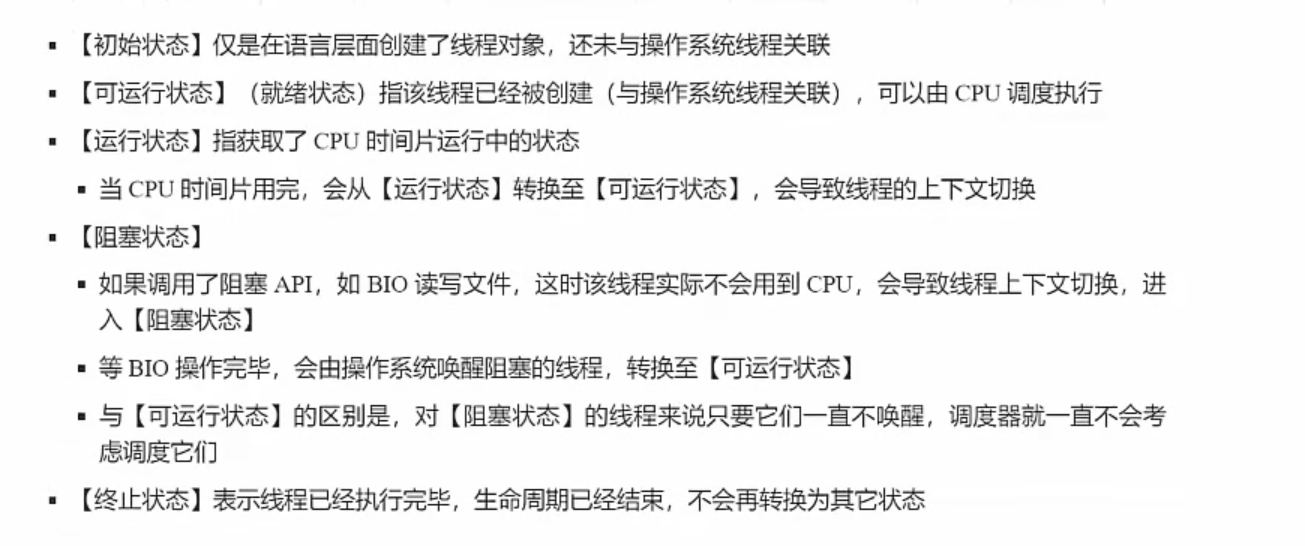 ▪ 【初始状态】仅是在语言层面创建了线程对象，还未与操作系统线程关联
▪ 【可运行状态】（就绪状态）指该线程已经被创建（与操作系统线程关联），可以由 CPU 调度执行
▪ 【运行状态】指获取了 CPU 时间片运行中的状态
▪ 当 CPU 时间片用完，会从【运行状态】转换至【可运行状态】，会导致线程的上下文切换
▪ 【阻塞状态】
▪ 如果调用了阻塞 API，如 BIO 读写文件，这时该线程实际不会用到 CPU，会导致线程上下文切换，进
入【阻塞状态】
▪ 等 BIO 操作完毕，会由操作系统唤醒阻塞的线程，转换至【可运行状态】
▪ 与【可运行状态】的区别是，对【阻塞状态】的线程来说只要它们一直不唤醒，调度器就一直不会考
虑调度它们
▪ 【终止状态】表示线程已经执行完毕，生命周期已经结束，不会再转换为其它状态